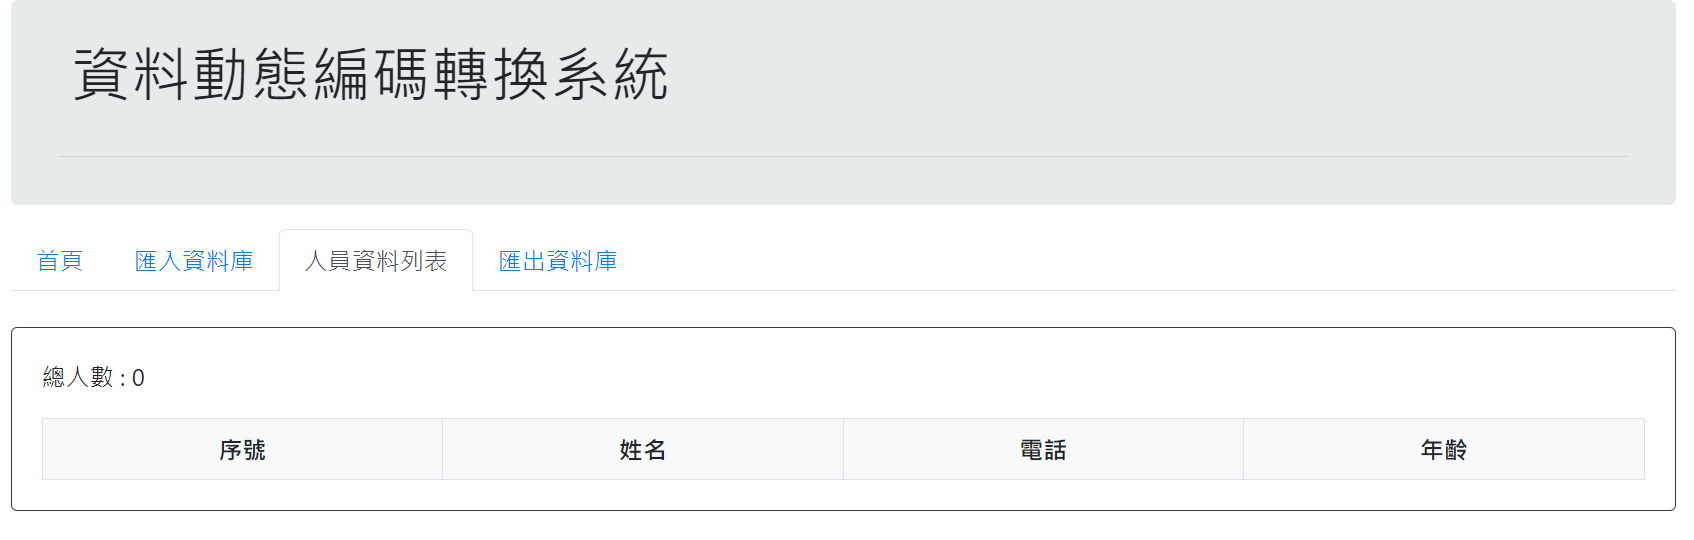 資料動態編碼轉換系統
首頁 匯入資料庫 人員資料列表 匯出資料庫
總人數 : 0
序號 姓名 電話 年齡